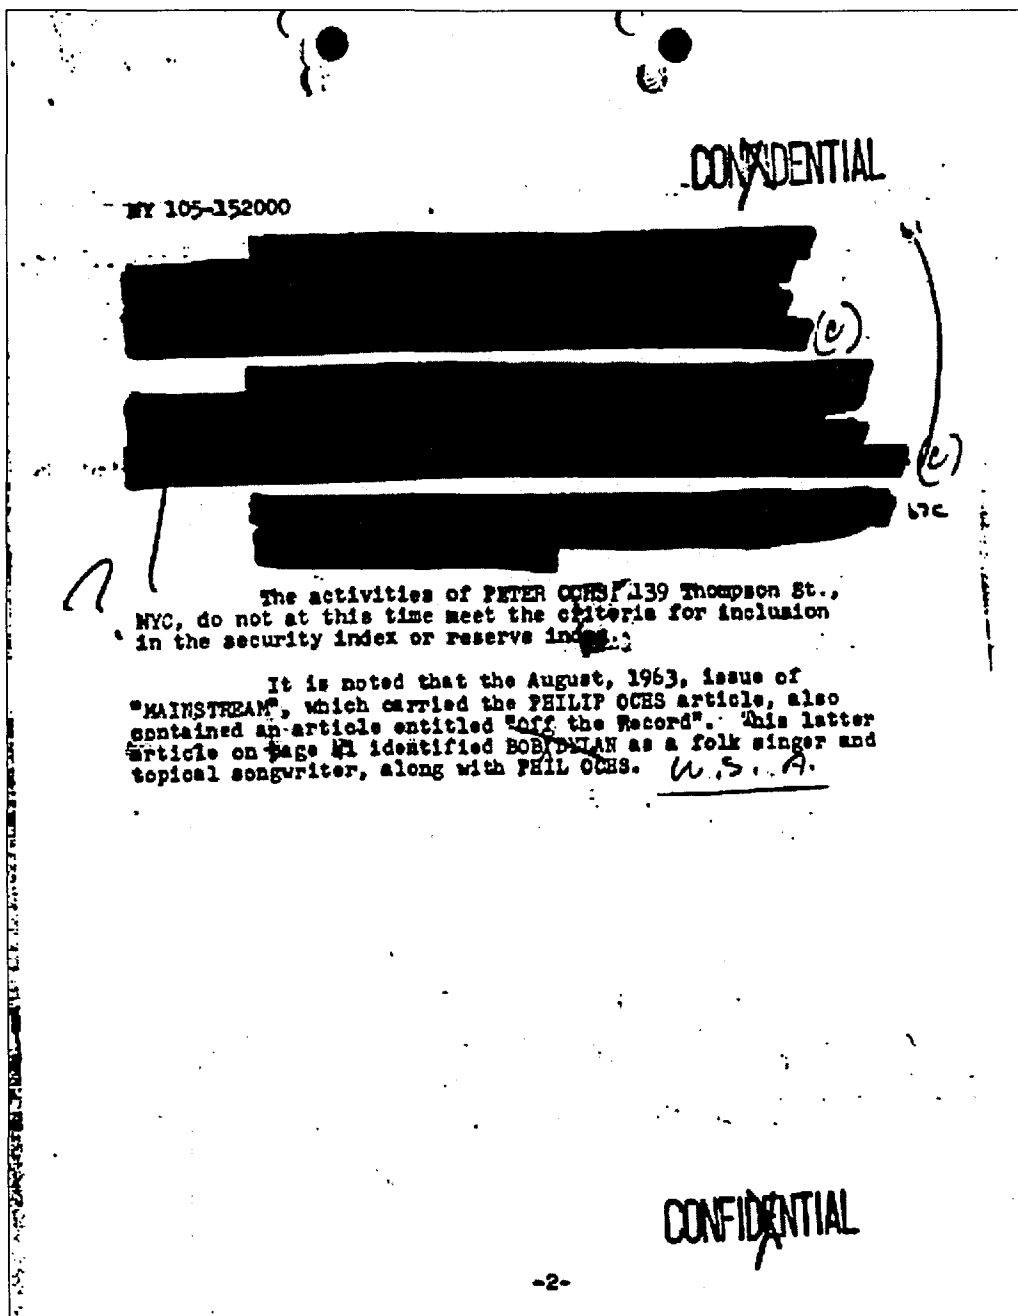 CONFIDENTIAL
NY 105-152000
b1
(c)
(c)
b7C
The activities of PETER OCHS, 139 Thompson St.,
NYC, do not at this time meet the criteria for inclusion
in the security index or reserve index.
It is noted that the August, 1963, issue of
"MAINSTREAM", which carried the PHILIP OCHS article, also
contained an article entitled "Off the Record". This latter
article on page 41 identified BOB DYLAN as a folk singer and
topical songwriter, along with PHIL OCHS. U.S.A.
CONFIDENTIAL
-2-